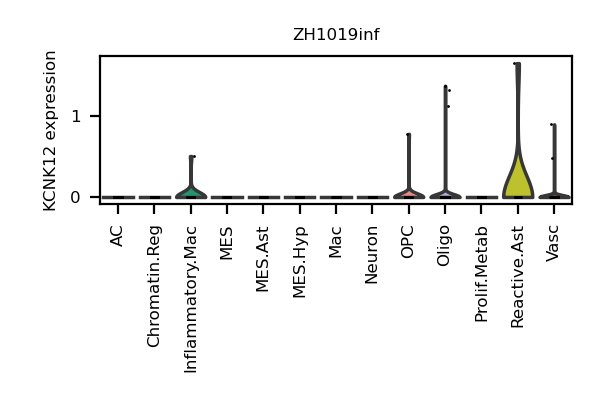 ZH1019inf
KCNK12 expression
1
0
AC
Chromatin.Reg
Inflammatory.Mac
MES
MES.Ast
MES.Hyp
Mac
Neuron
OPC
Oligo
Prolif.Metab
Reactive.Ast
Vasc